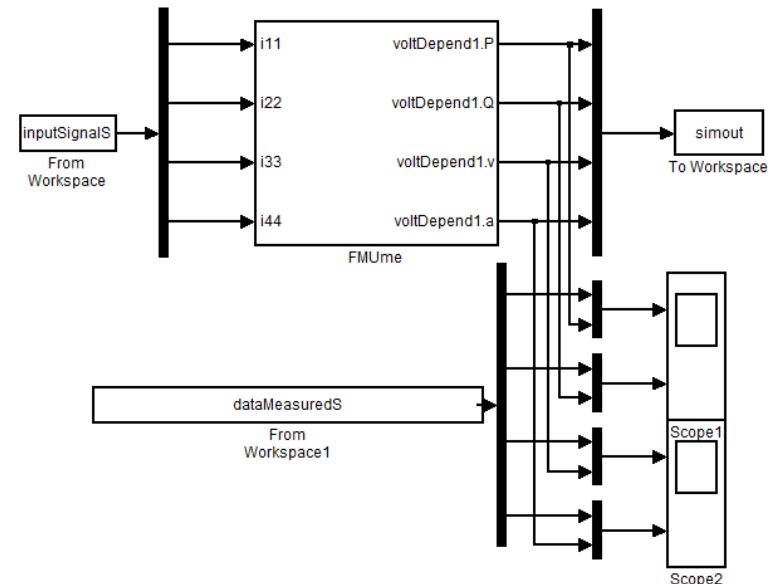 i11
voltDepend1.P
i22
voltDepend1.Q
inputSignalS
simout
From
Workspace
To Workspace
i33
voltDepend1.v
i44
voltDepend1.a
FMUme
dataMeasuredS
From
Workspace1
Scope1
Scope2